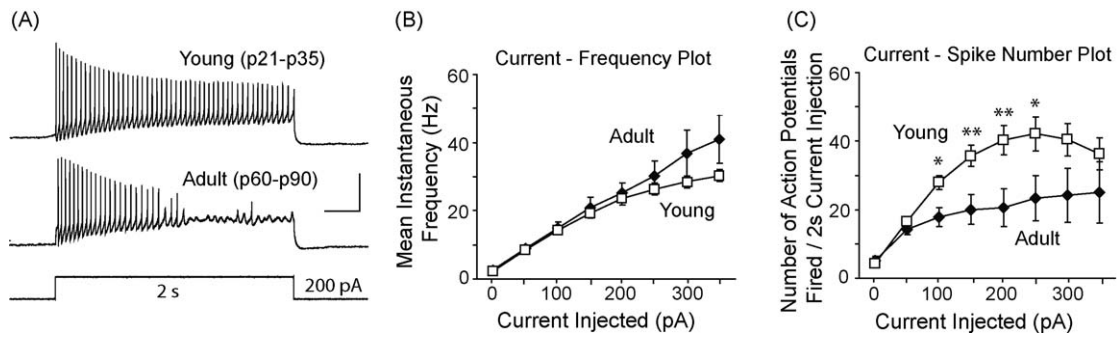 (A)
Young (p21-p35)
Adult (p60-p90)
2 s
200 pA
(B)
Current - Frequency Plot
Mean Instantaneous
Frequency (Hz)
60
40
20
0
Adult
Young
0 100 200 300
Current Injected (pA)
(C)
Current - Spike Number Plot
Number of Action Potentials
Fired / 2s Current Injection
60
40
20
0
Young
* ** ** *
Adult
0 100 200 300
Current Injected (pA)